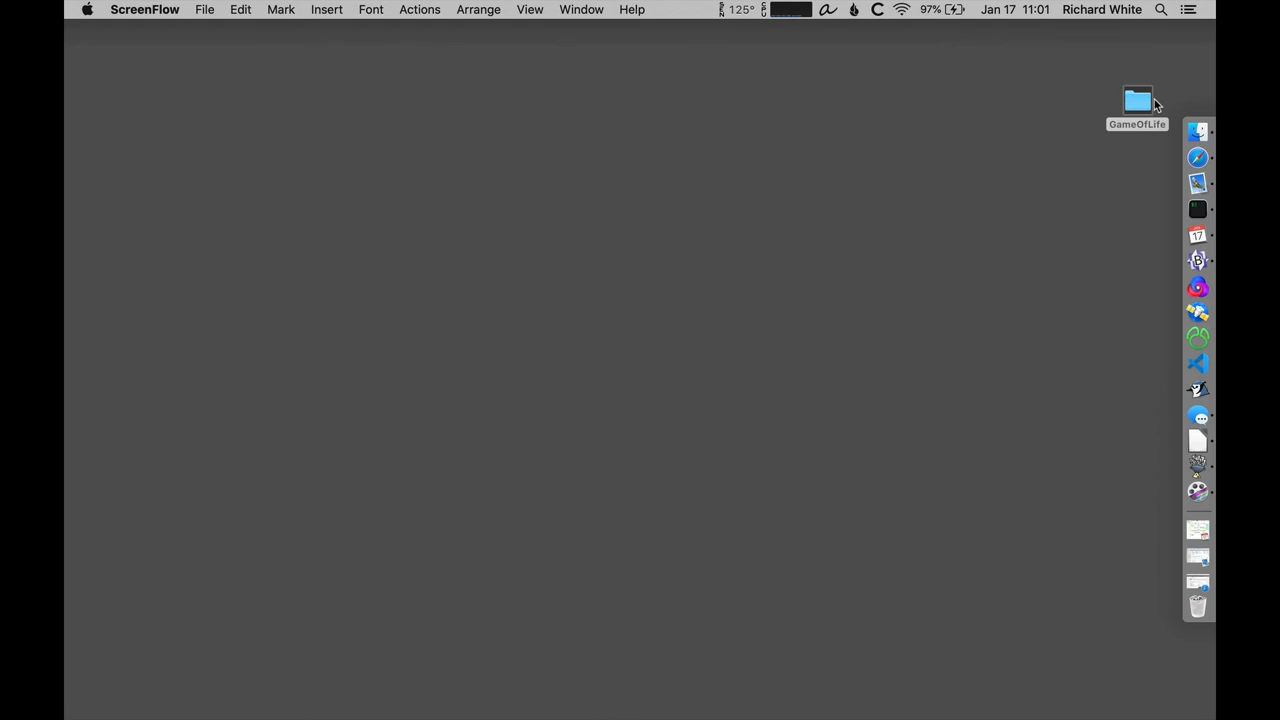 ScreenFlow File Edit Mark Insert Font Actions Arrange View Window Help 125° 97% Jan 17 11:01 Richard White
GameOfLife
17
B